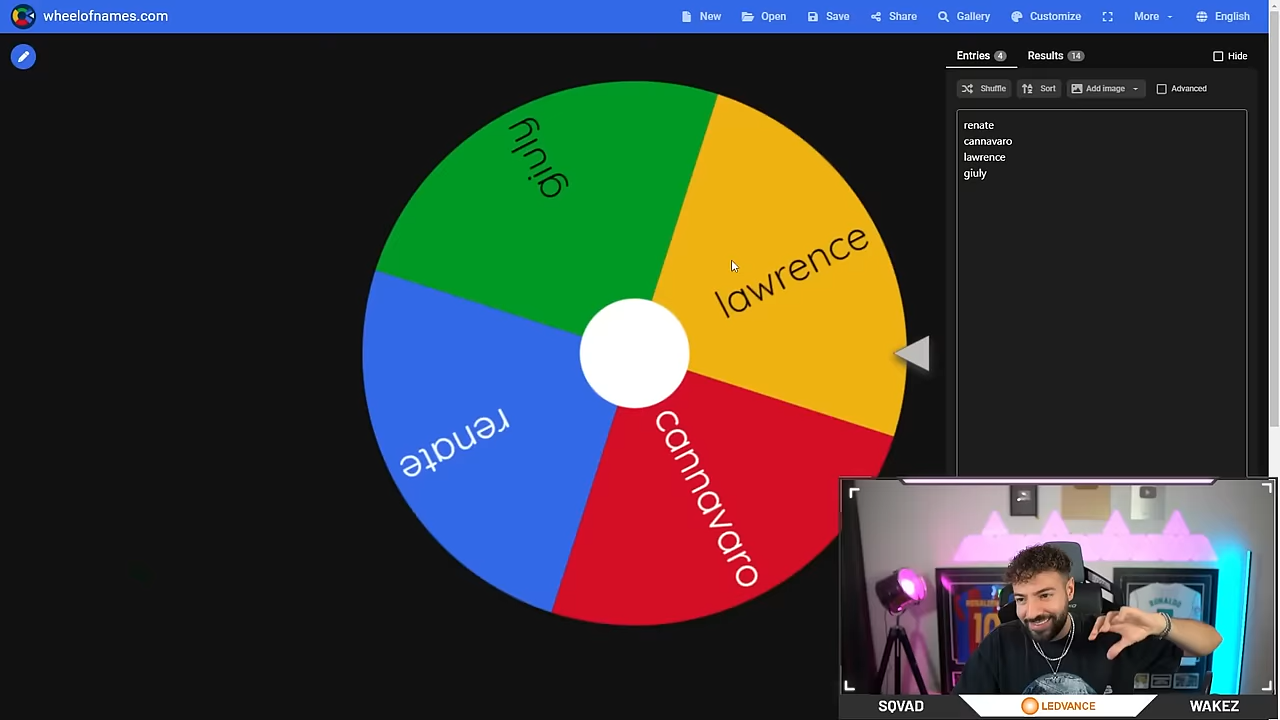 wheelofnames.com
New
Open
Save
Share
Gallery
Customize
More
English
Entries 4
Results 14
Hide
Shuffle
Sort
Add image
Advanced
renate
cannavaro
lawrence
giuly
giuly
lawrence
renate
cannavaro
RONALDO
SQVAD
LEDVANCE
WAKEZ